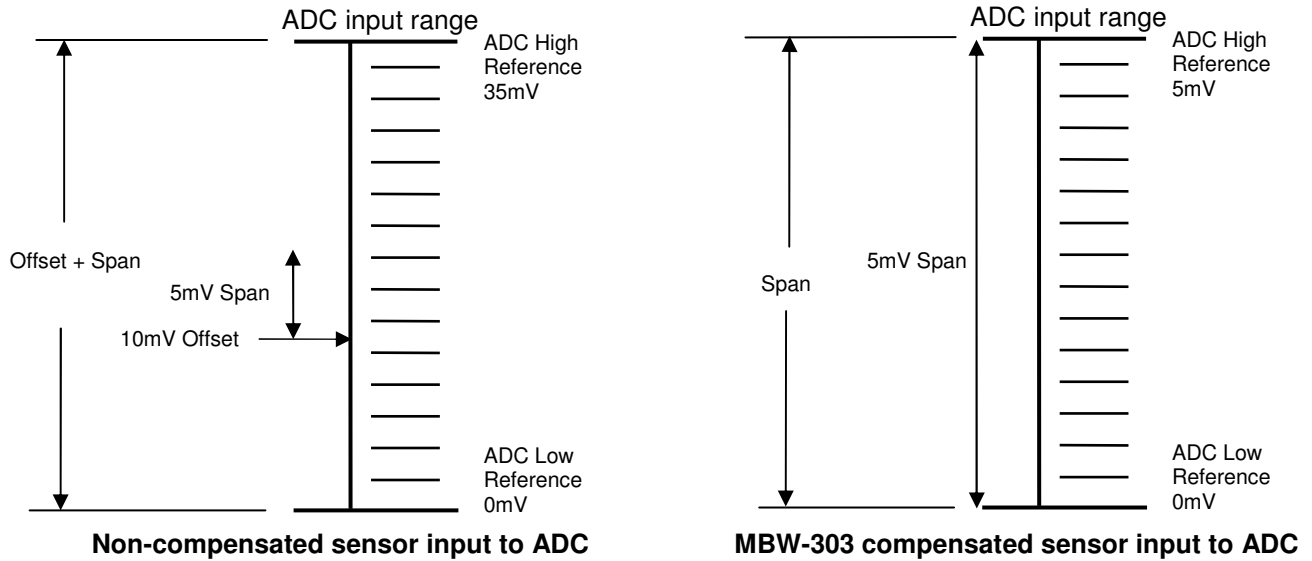 ADC input range
ADC High
Reference
35mV
Offset + Span
5mV Span
10mV Offset
ADC Low
Reference
0mV
Non-compensated sensor input to ADC
ADC input range
ADC High
Reference
5mV
5mV Span
Span
ADC Low
Reference
0mV
MBW-303 compensated sensor input to ADC